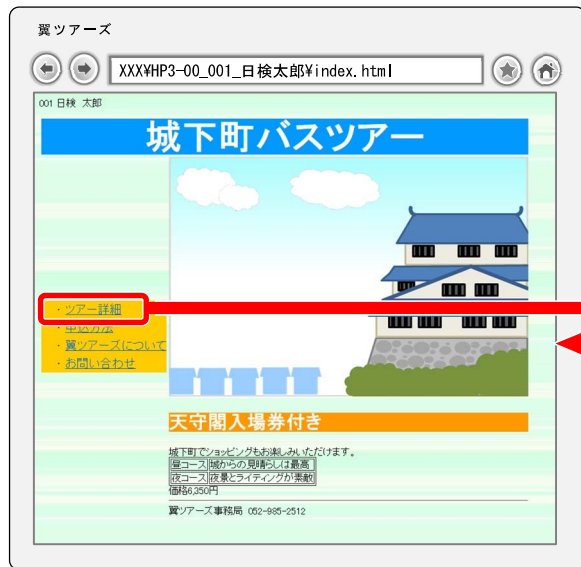 翼ツアーズ
XXX¥HP3-00_001_日検太郎¥index.html
001 日検 太郎
城下町バスツアー
・ツアー詳細
・申込方法
・翼ツアーズについて
・お問い合わせ
天守閣入場券付き
城下町でショッピングもお楽しみいただけます。
昼コース 城からの見晴らしは最高
夜コース 夜景とライティングが素敵
価格6,350円
翼ツアーズ事務局 052-985-2512